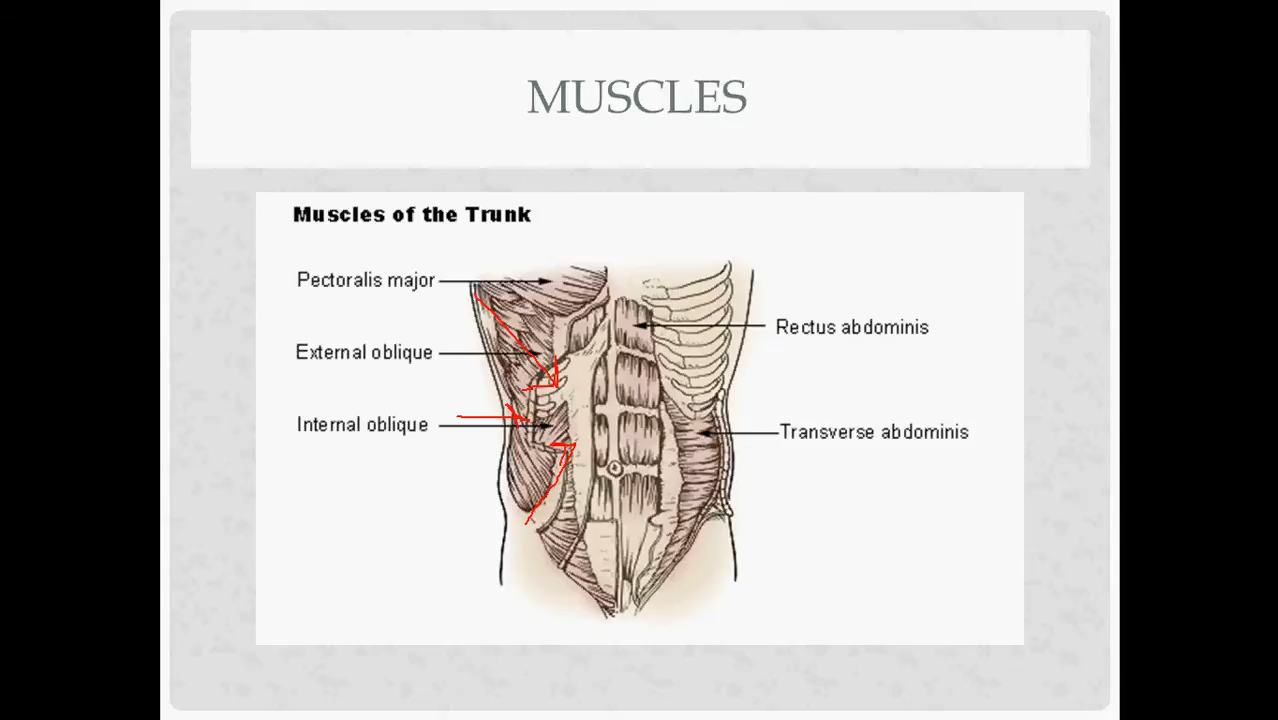 MUSCLES
Muscles of the Trunk
Pectoralis major
External oblique
Internal oblique
Rectus abdominis
Transverse abdominis